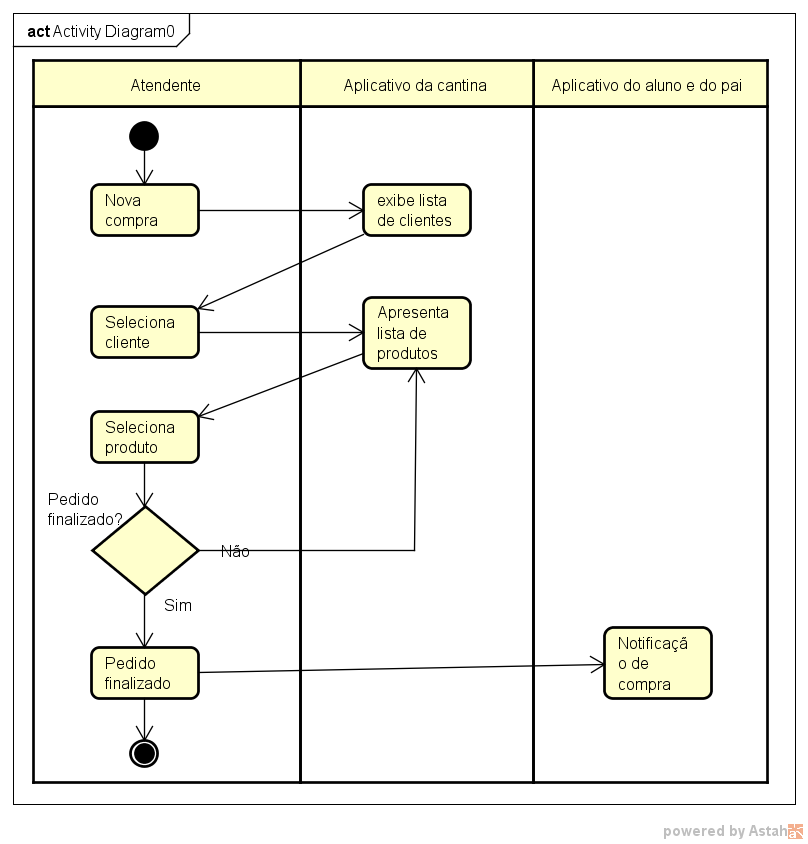 act Activity Diagram0
Atendente
Aplicativo da cantina
Aplicativo do aluno e do pai
Nova
compra
exibe lista
de clientes
Seleciona
cliente
Apresenta
lista de
produtos
Seleciona
produto
Pedido
finalizado?
Não
Sim
Pedido
finalizado
Notificaçã
o de
compra
powered by Astah